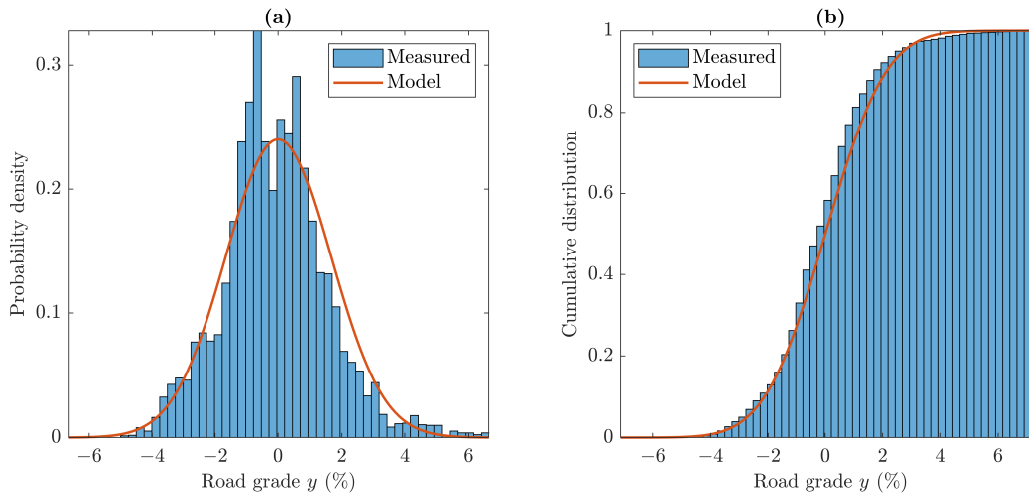 (a)
Measured
Model
0.3
0.2
0.1
0
Probability density
−6 −4 −2 0 2 4 6
Road grade y (%)
(b)
Measured
Model
1
0.8
0.6
0.4
0.2
0
Cumulative distribution
−6 −4 −2 0 2 4 6
Road grade y (%)